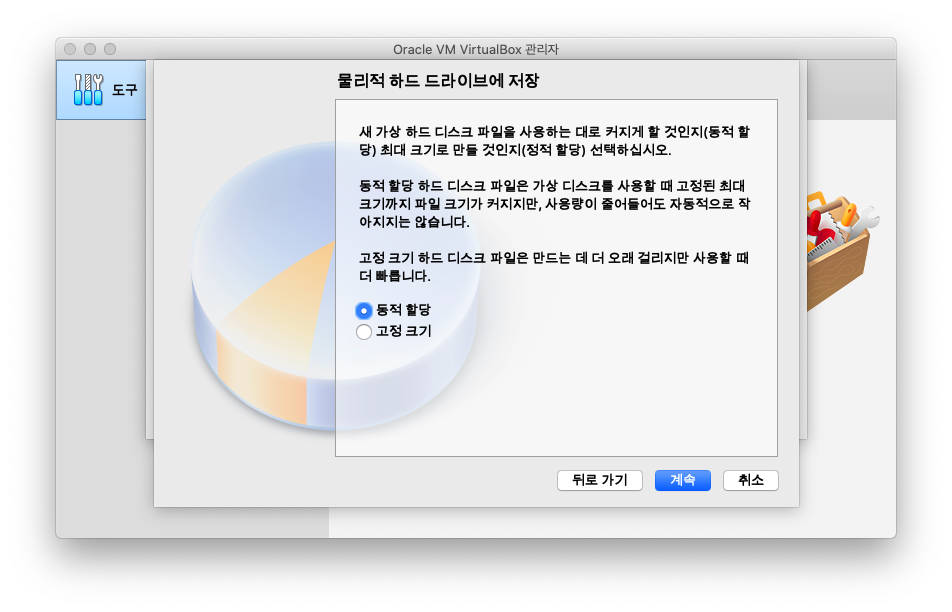 Oracle VM VirtualBox 관리자
도구
물리적 하드 드라이브에 저장
새 가상 하드 디스크 파일을 사용하는 대로 커지게 할 것인지(동적 할
당) 최대 크기로 만들 것인지(정적 할당) 선택하십시오.
동적 할당 하드 디스크 파일은 가상 디스크를 사용할 때 고정된 최대
크기까지 파일 크기가 커지지만, 사용량이 줄어들어도 자동적으로 작
아지지는 않습니다.
고정 크기 하드 디스크 파일은 만드는 데 더 오래 걸리지만 사용할 때
더 빠릅니다.
동적 할당
고정 크기
뒤로 가기 계속 취소